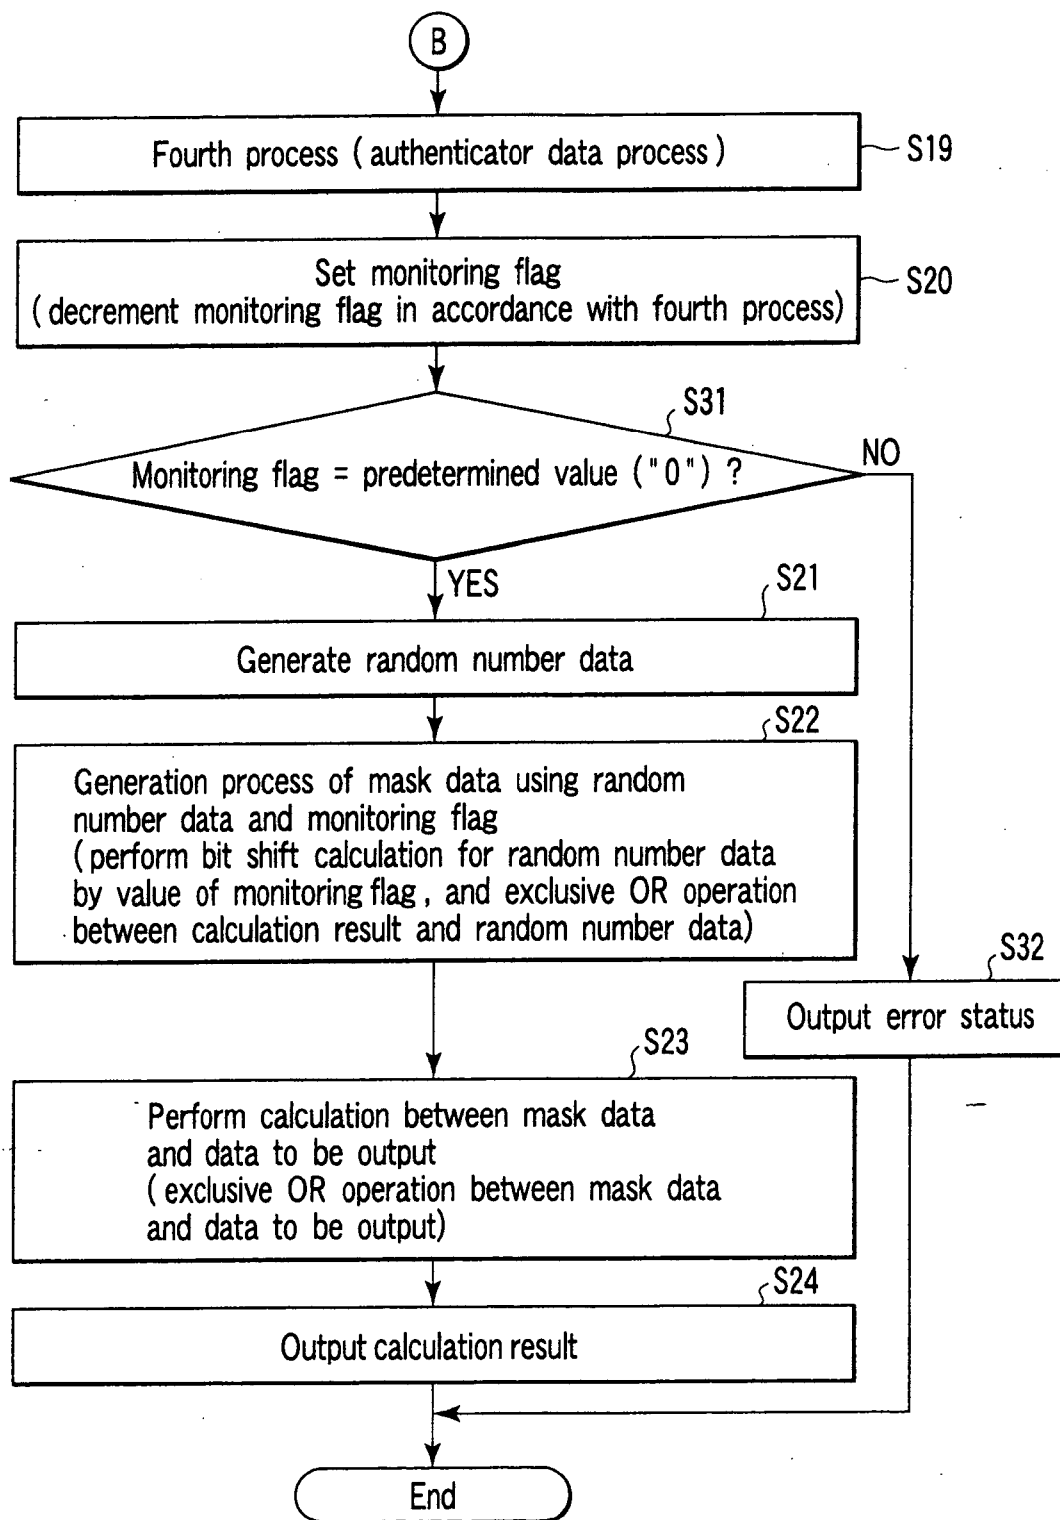 B
Fourth process (authenticator data process)
S19
Set monitoring flag
(decrement monitoring flag in accordance with fourth process)
S20
S31
Monitoring flag = predetermined value ("0") ?
NO
YES
S21
Generate random number data
S22
Generation process of mask data using random
number data and monitoring flag
(perform bit shift calculation for random number data
by value of monitoring flag, and exclusive OR operation
between calculation result and random number data)
S32
Output error status
S23
Perform calculation between mask data
and data to be output
(exclusive OR operation between mask data
and data to be output)
S24
Output calculation result
End